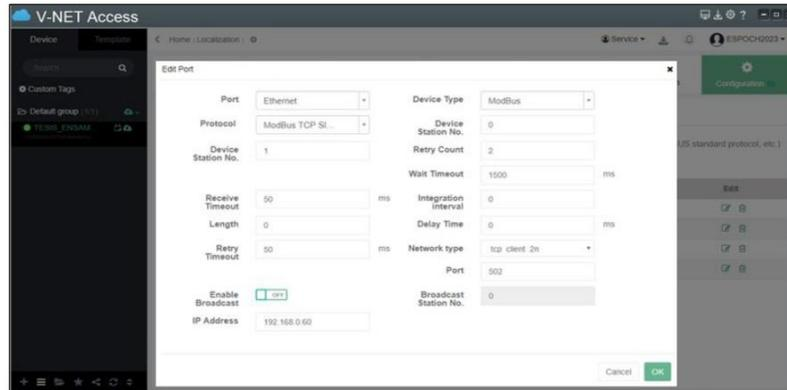 V-NET Access
Device
Template
Home : Localization :
Service
ESPOCH2023
Search
Custom Tags
Default group (1/1)
TESIS_ENSAM
Configuration
US standard protocol, etc.)
Edit
Edit Port
Port Ethernet Device Type ModBus
Protocol ModBus TCP Sl... Device Station No. 0
Device Station No. 1 Retry Count 2
Wait Timeout 1500 ms
Receive Timeout 50 ms Integration interval 0
Length 0 Delay Time 0 ms
Retry Timeout 50 ms Network type tcp client 2n
Port 502
Enable Broadcast OFF Broadcast Station No. 0
IP Address 192.168.0.60
Cancel OK